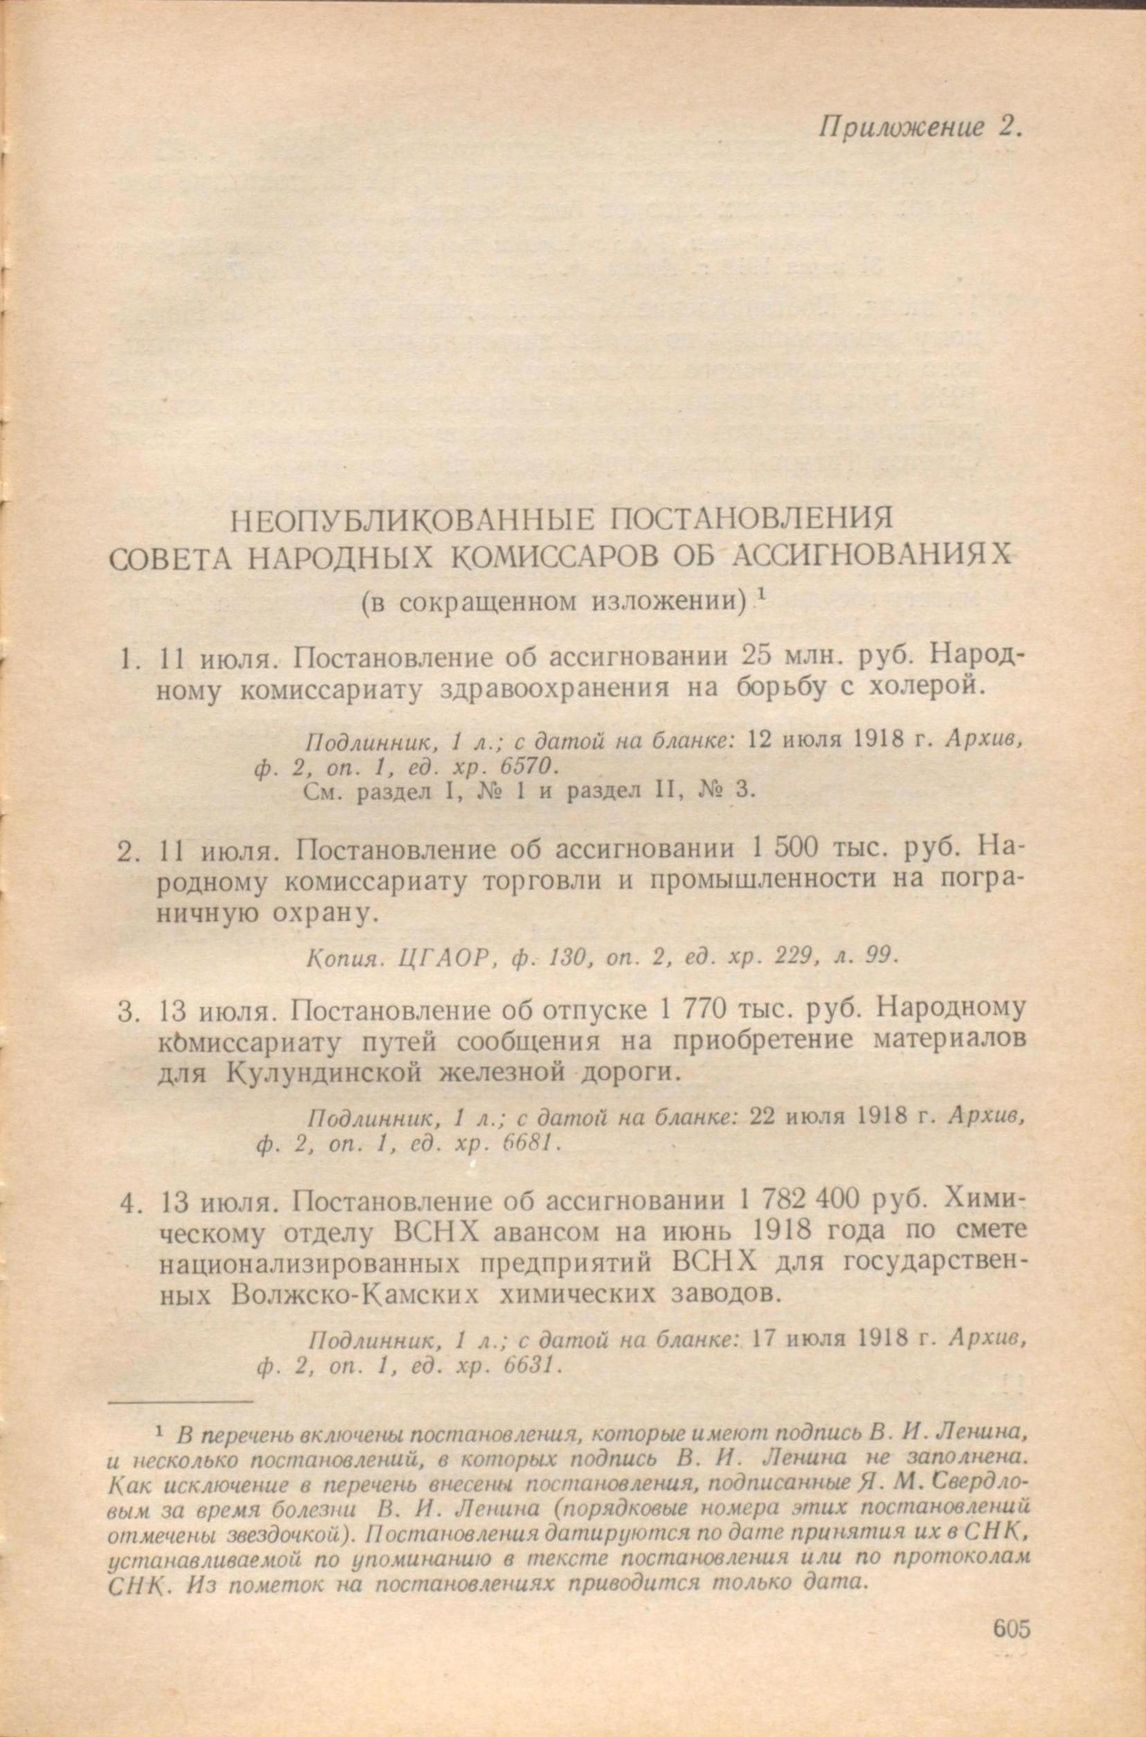 Приложение 2.
НЕОПУБЛИКОВАННЫЕ ПОСТАНОВЛЕНИЯ
СОВЕТА НАРОДНЫХ КОМИССАРОВ ОБ АССИГНОВАНИЯХ
(в сокращенном изложении) ¹
1. 11 июля. Постановление об ассигновании 25 млн. руб. Народ-
ному комиссариату здравоохранения на борьбу с холерой.
Подлинник, 1 л.; с датой на бланке: 12 июля 1918 г. Архив,
ф. 2, оп. 1, ед. хр. 6570.
См. раздел I, № 1 и раздел II, № 3.
2. 11 июля. Постановление об ассигновании 1 500 тыс. руб. На-
родному комиссариату торговли и промышленности на погра-
ничную охрану.
Копия. ЦГАОР, ф. 130, оп. 2, ед. хр. 229, л. 99.
3. 13 июля. Постановление об отпуске 1 770 тыс. руб. Народному
комиссариату путей сообщения на приобретение материалов
для Кулундинской железной дороги.
Подлинник, 1 л.; с датой на бланке: 22 июля 1918 г. Архив,
ф. 2, оп. 1, ед. хр. 6681.
4. 13 июля. Постановление об ассигновании 1 782 400 руб. Хими-
ческому отделу ВСНХ авансом на июнь 1918 года по смете
национализированных предприятий ВСНХ для государствен-
ных Волжско-Камских химических заводов.
Подлинник, 1 л.; с датой на бланке: 17 июля 1918 г. Архив,
ф. 2, оп. 1, ед. хр. 6631.
¹ В перечень включены постановления, которые имеют подпись В. И. Ленина,
и несколько постановлений, в которых подпись В. И. Ленина не заполнена.
Как исключение в перечень внесены постановления, подписанные Я. М. Свердло-
вым за время болезни В. И. Ленина (порядковые номера этих постановлений
отмечены звездочкой). Постановления датируются по дате принятия их в СНК,
устанавливаемой по упоминанию в тексте постановления или по протоколам
СНК. Из пометок на постановлениях приводится только дата.
605